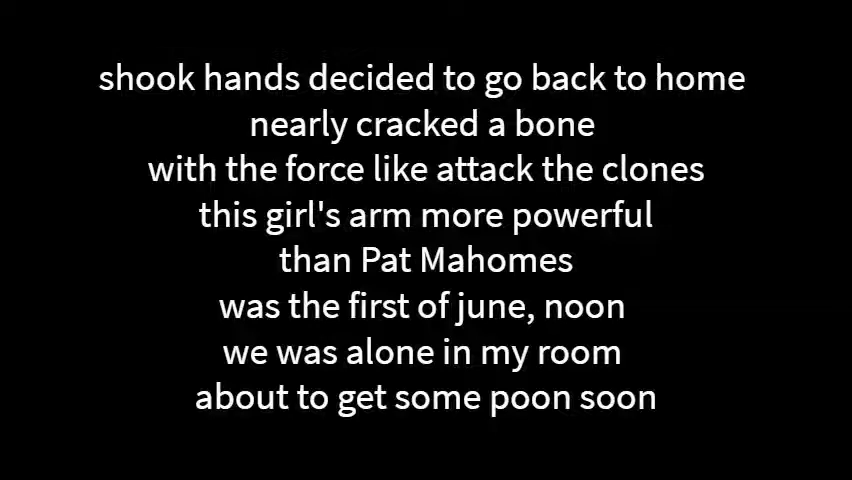 shook hands decided to go back to home
nearly cracked a bone
with the force like attack the clones
this girl's arm more powerful
than Pat Mahomes
was the first of june, noon
we was alone in my room
about to get some poon soon